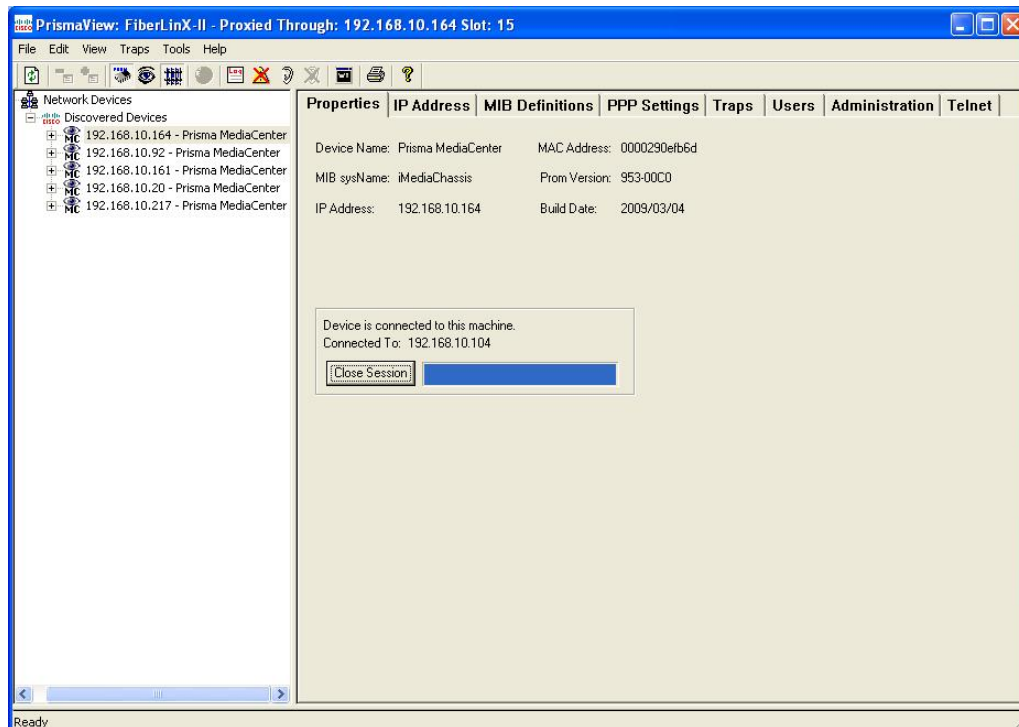 PrismaView: FiberLinX-II - Proxied Through: 192.168.10.164 Slot: 15
File Edit View Traps Tools Help
Network Devices
Discovered Devices
192.168.10.164 - Prisma MediaCenter
192.168.10.92 - Prisma MediaCenter
192.168.10.161 - Prisma MediaCenter
192.168.10.20 - Prisma MediaCenter
192.168.10.217 - Prisma MediaCenter
Properties IP Address MIB Definitions PPP Settings Traps Users Administration Telnet
Device Name: Prisma MediaCenter MAC Address: 0000290efb6d
MIB sysName: iMediaChassis Prom Version: 953-00C0
IP Address: 192.168.10.164 Build Date: 2009/03/04
Device is connected to this machine.
Connected To: 192.168.10.104
Close Session
Ready